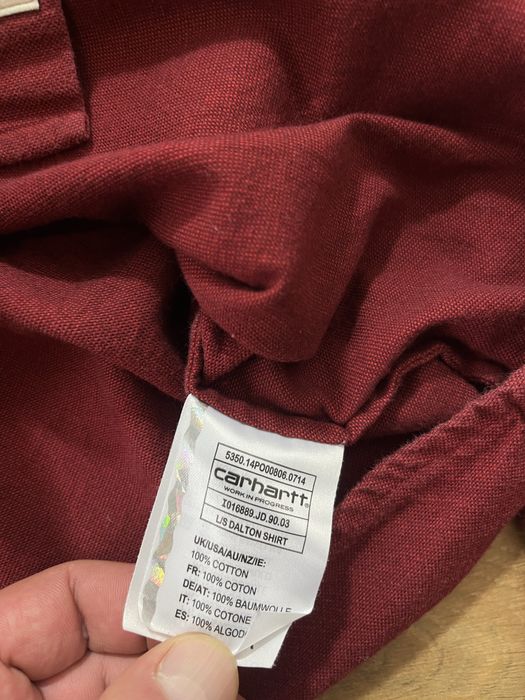 5350.14PO00806.0714
carhartt
WORK IN PROGRESS
I016889.JD.90.03
L/S DALTON SHIRT
UK/USA/AU/NZ/IE:
100% COTTON
FR: 100% COTON
DE/AT: 100% BAUMWOLLE
IT: 100% COTONE
ES: 100% ALGOD